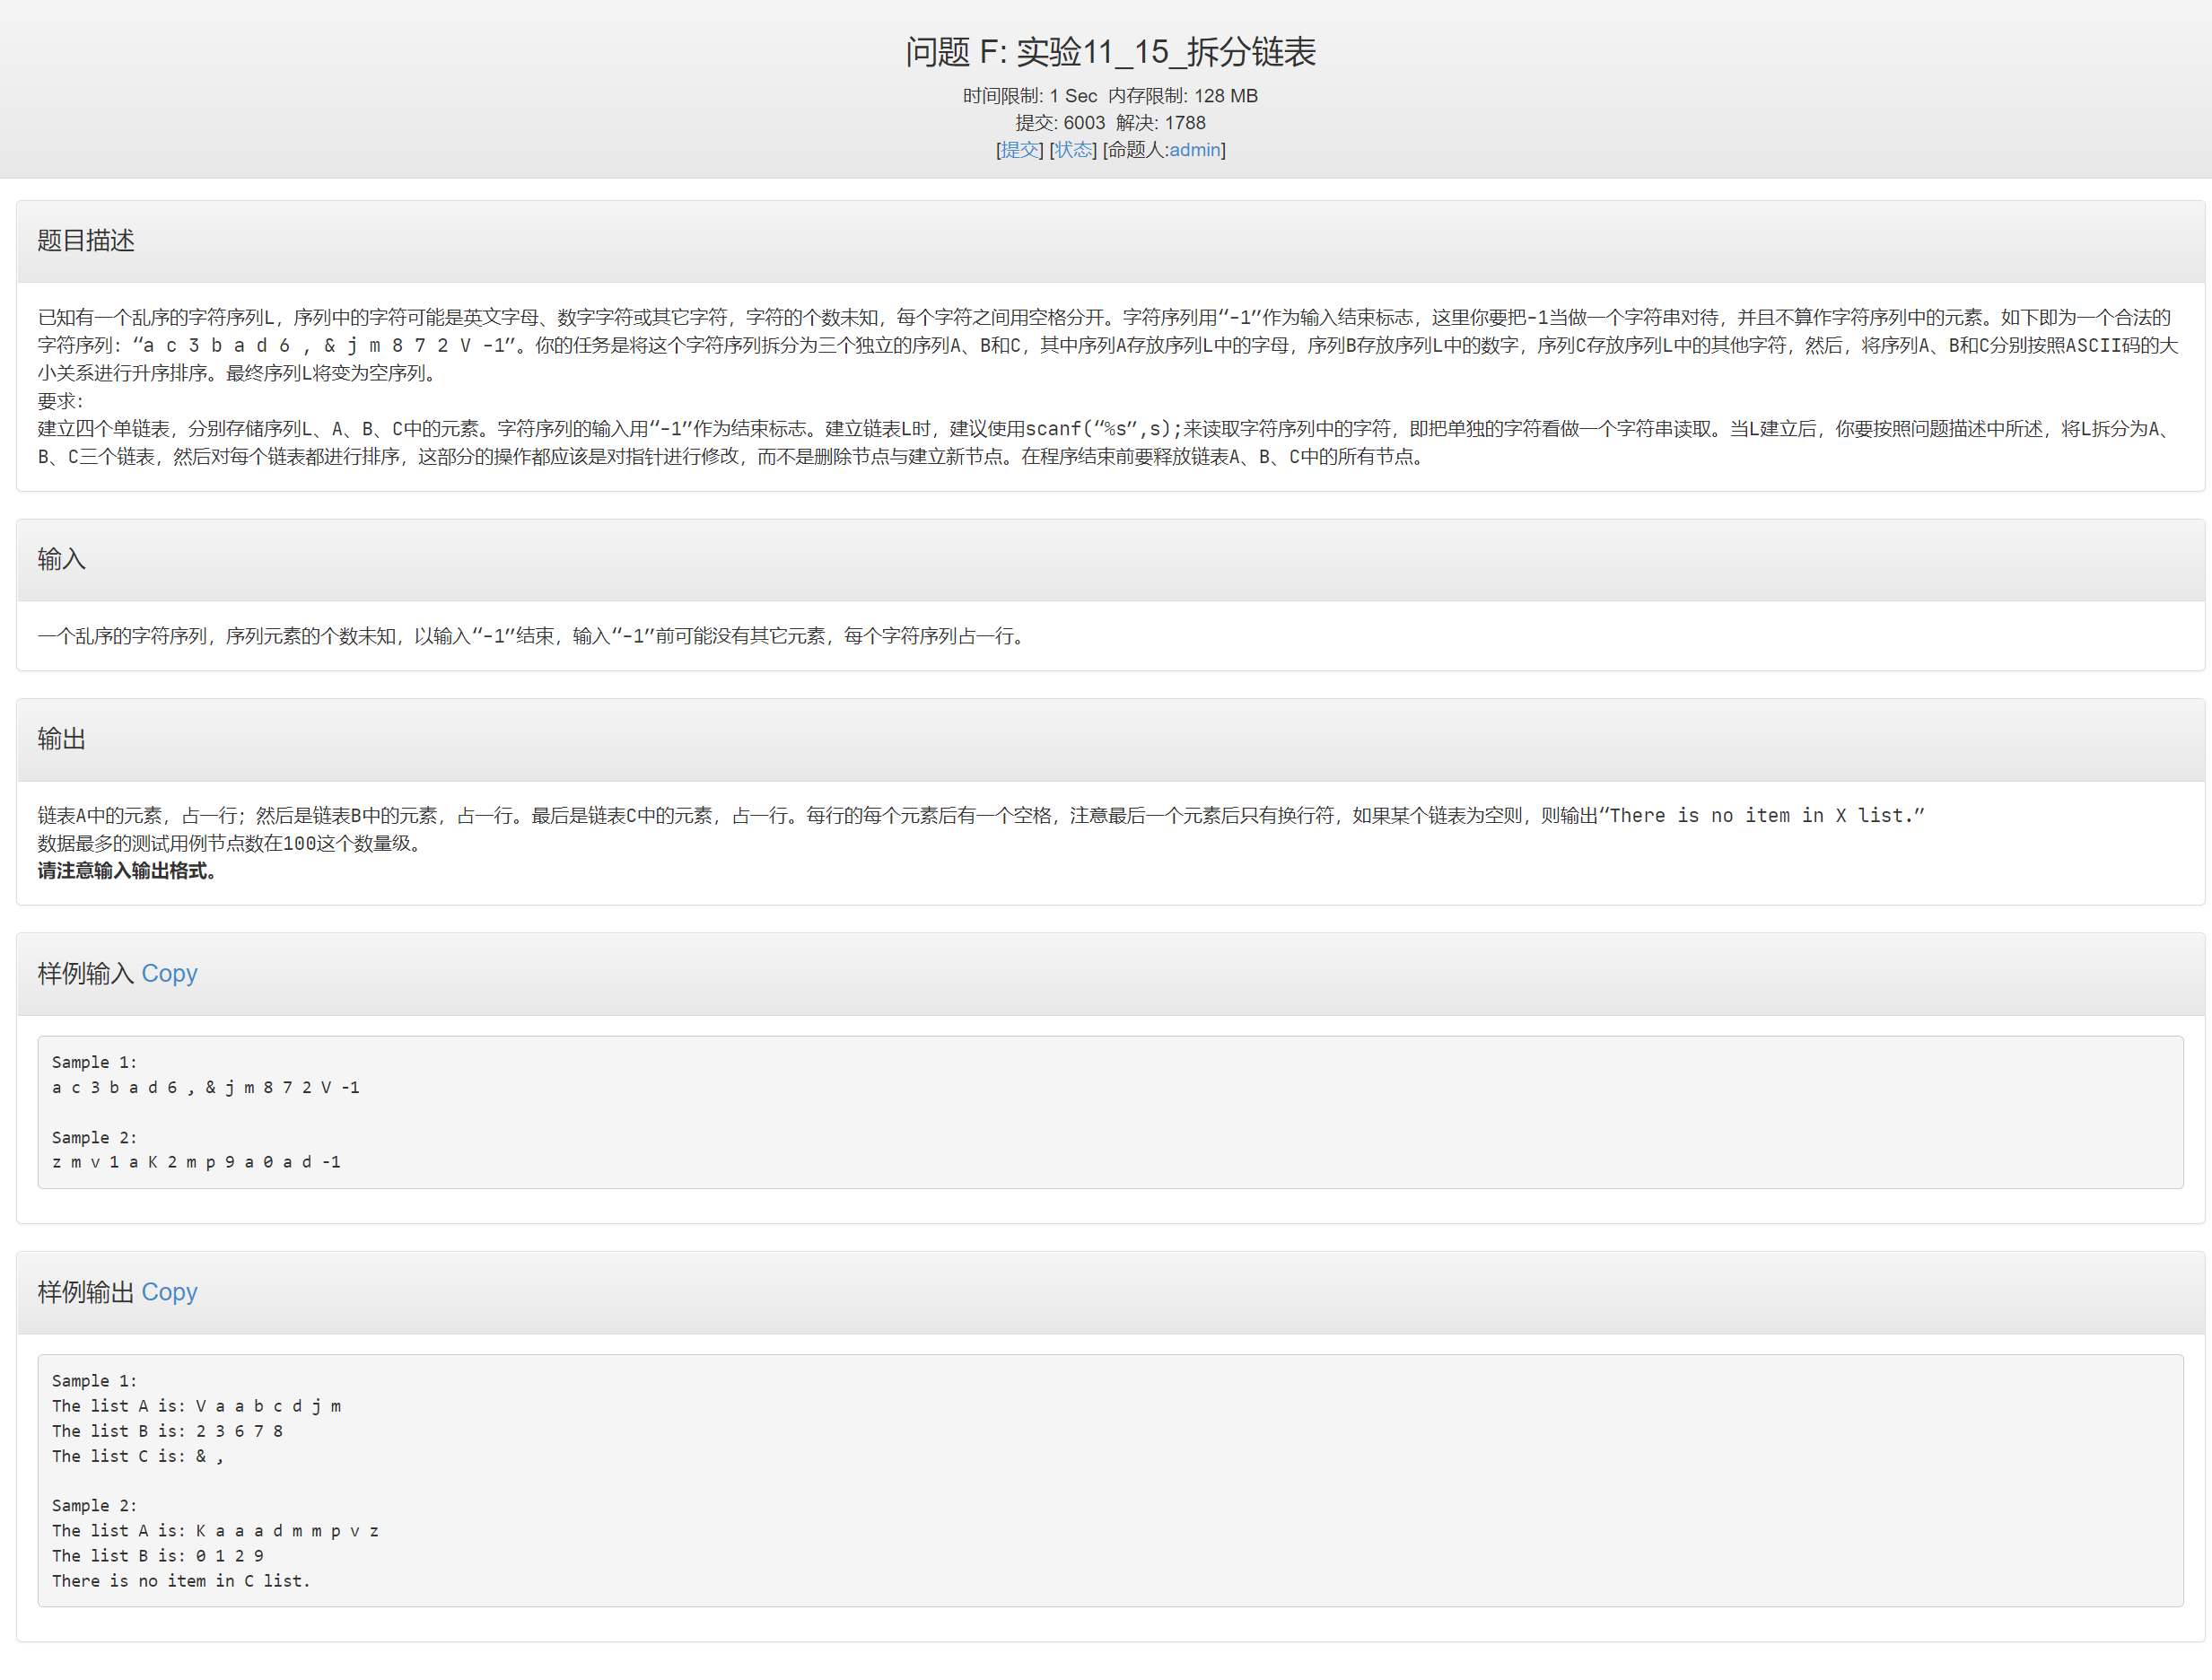 问题 F: 实验11_15_拆分链表
时间限制: 1 Sec  内存限制: 128 MB
提交: 6003  解决: 1788
[提交] [状态] [命题人:admin]
题目描述
已知有一个乱序的字符序列L，序列中的字符可能是英文字母、数字字符或其它字符，字符的个数未知，每个字符之间用空格分开。字符序列用“-1”作为输入结束标志，这里你要把-1当做一个字符串对待，并且不算作字符序列中的元素。如下即为一个合法的
字符序列：“a c 3 b a d 6 , & j m 8 7 2 V -1”。你的任务是将这个字符序列拆分为三个独立的序列A、B和C，其中序列A存放序列L中的字母，序列B存放序列L中的数字，序列C存放序列L中的其他字符，然后，将序列A、B和C分别按照ASCII码的大
小关系进行升序排序。最终序列L将变为空序列。
要求：
建立四个单链表，分别存储序列L、A、B、C中的元素。字符序列的输入用“-1”作为结束标志。建立链表L时，建议使用scanf(“%s”,s);来读取字符序列中的字符，即把单独的字符看做一个字符串读取。当L建立后，你要按照问题描述中所述，将L拆分为A、
B、C三个链表，然后对每个链表都进行排序，这部分的操作都应该是对指针进行修改，而不是删除节点与建立新节点。在程序结束前要释放链表A、B、C中的所有节点。
输入
一个乱序的字符序列，序列元素的个数未知，以输入“-1”结束，输入“-1”前可能没有其它元素，每个字符序列占一行。
输出
链表A中的元素，占一行；然后是链表B中的元素，占一行。最后是链表C中的元素，占一行。每行的每个元素后有一个空格，注意最后一个元素后只有换行符，如果某个链表为空则，则输出“There is no item in X list.”
数据最多的测试用例节点数在100这个数量级。
请注意输入输出格式。
样例输入 Copy
Sample 1:
a c 3 b a d 6 , & j m 8 7 2 V -1
Sample 2:
z m v 1 a K 2 m p 9 a 0 a d -1
样例输出 Copy
Sample 1:
The list A is: V a a b c d j m
The list B is: 2 3 6 7 8
The list C is: & ,
Sample 2:
The list A is: K a a a d m m p v z
The list B is: 0 1 2 9
There is no item in C list.